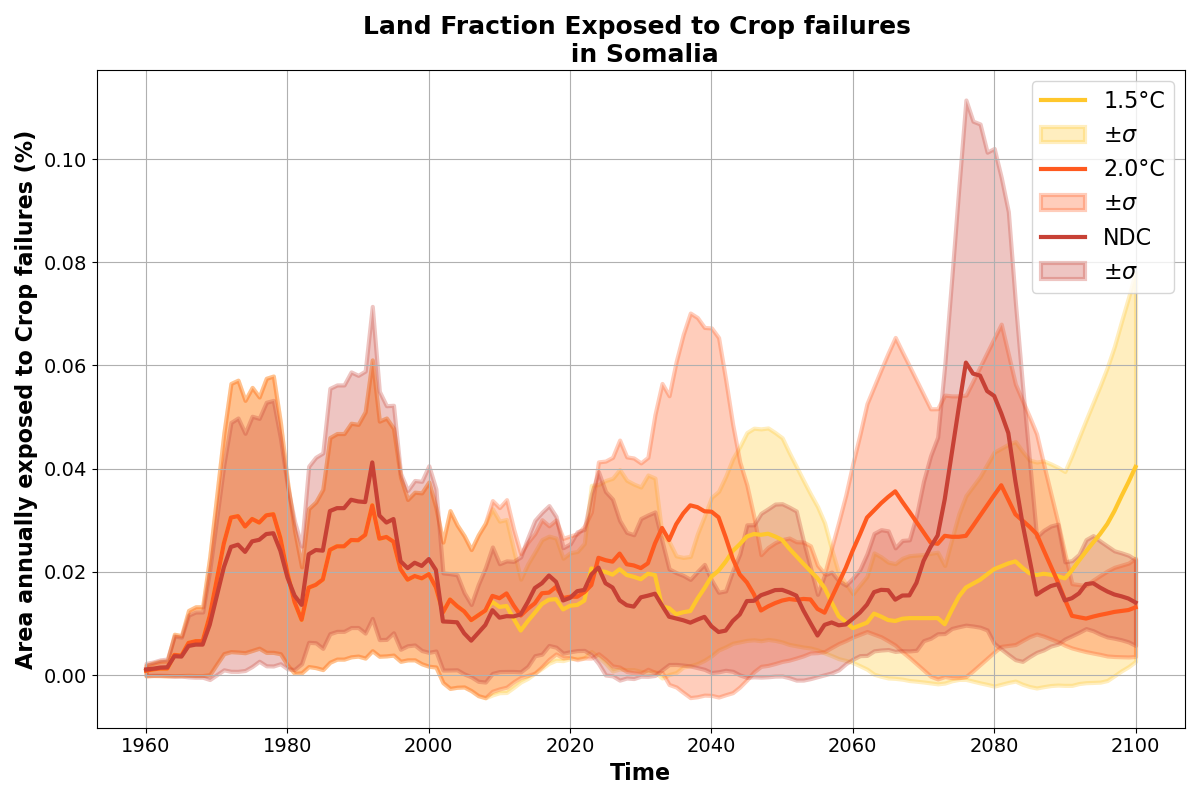 Land Fraction Exposed to Crop failures
in Somalia
Area annually exposed to Crop failures (%)
0.10
0.08
0.06
0.04
0.02
0.00
1960
1980
2000
2020
2040
2060
2080
2100
Time
1.5°C
±σ
2.0°C
±σ
NDC
±σ